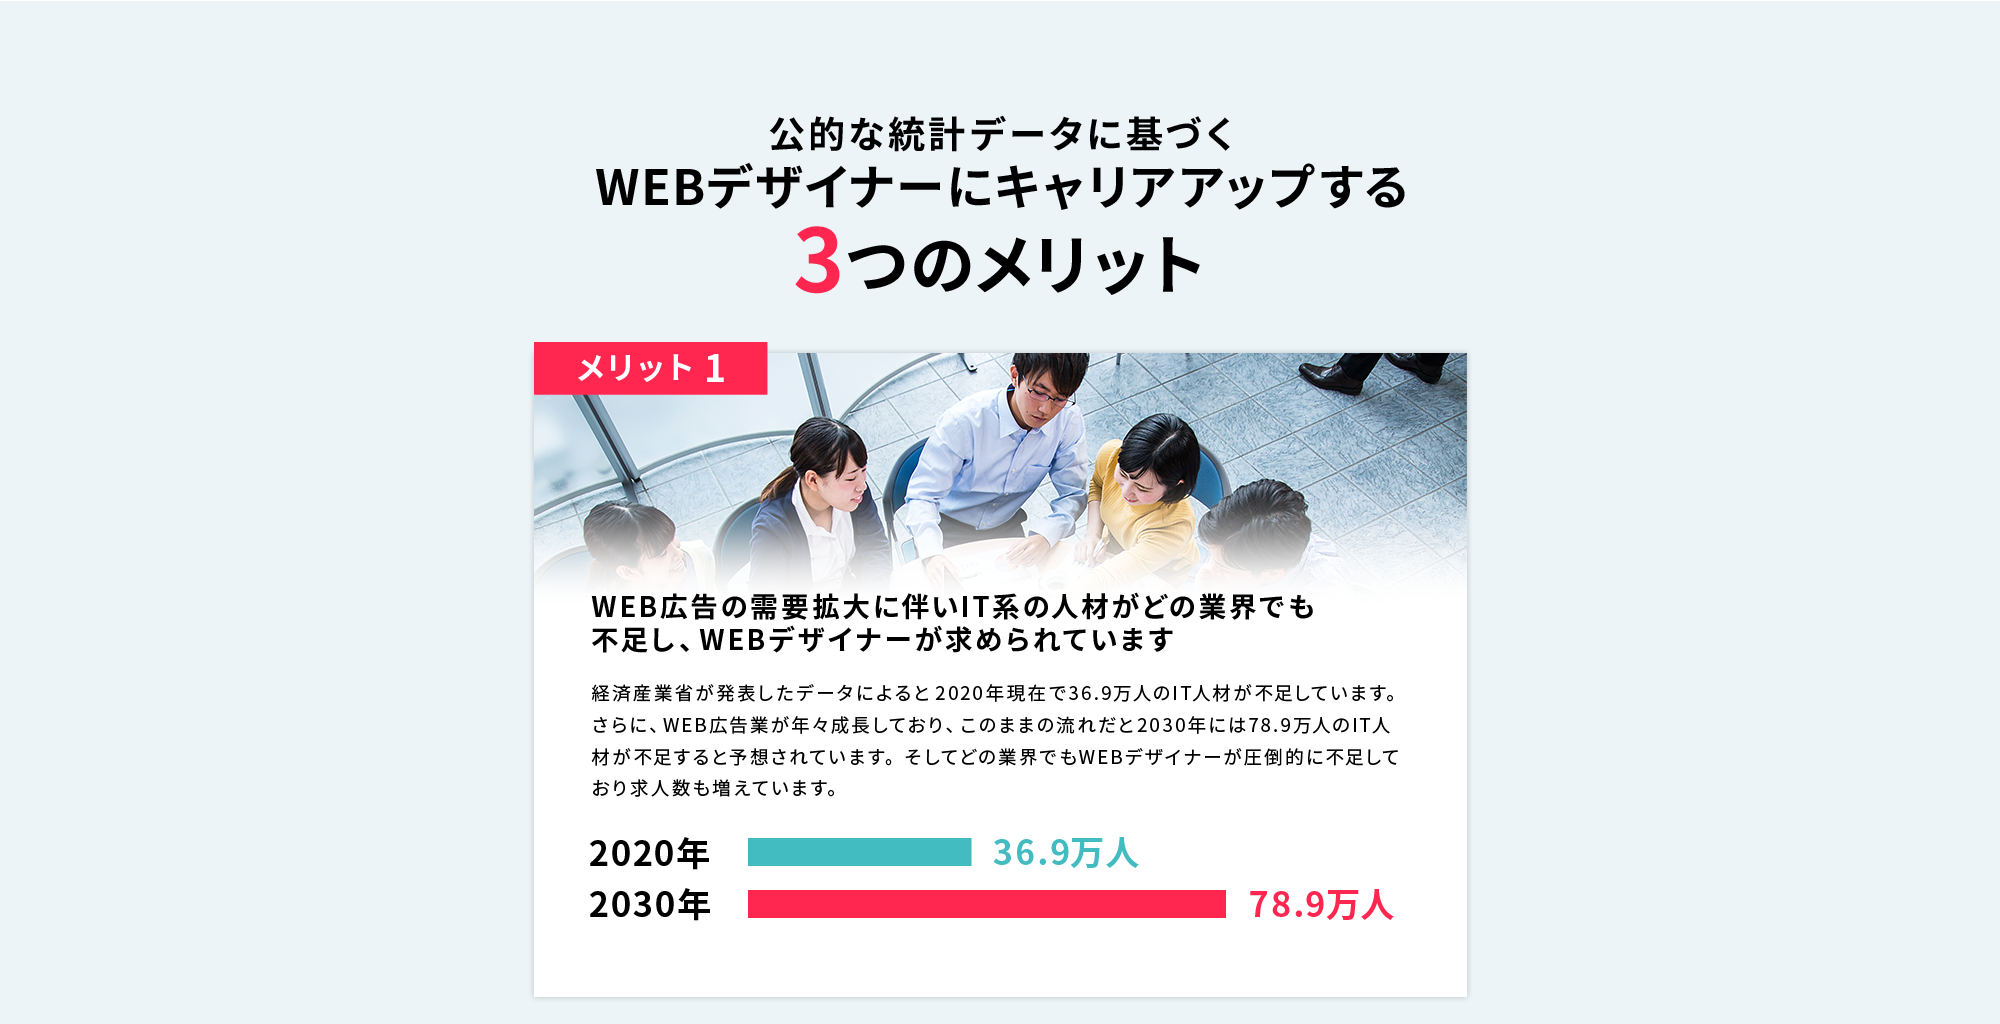 公的な統計データに基づく
WEBデザイナーにキャリアアップする
3つのメリット
メリット 1
WEB広告の需要拡大に伴いIT系の人材がどの業界でも
不足し、WEBデザイナーが求められています
経済産業省が発表したデータによると2020年現在で36.9万人のIT人材が不足しています。
さらに、WEB広告業が年々成長しており、このままの流れだと2030年には78.9万人のIT人
材が不足すると予想されています。そしてどの業界でもWEBデザイナーが圧倒的に不足して
おり求人数も増えています。
2020年 36.9万人
2030年 78.9万人